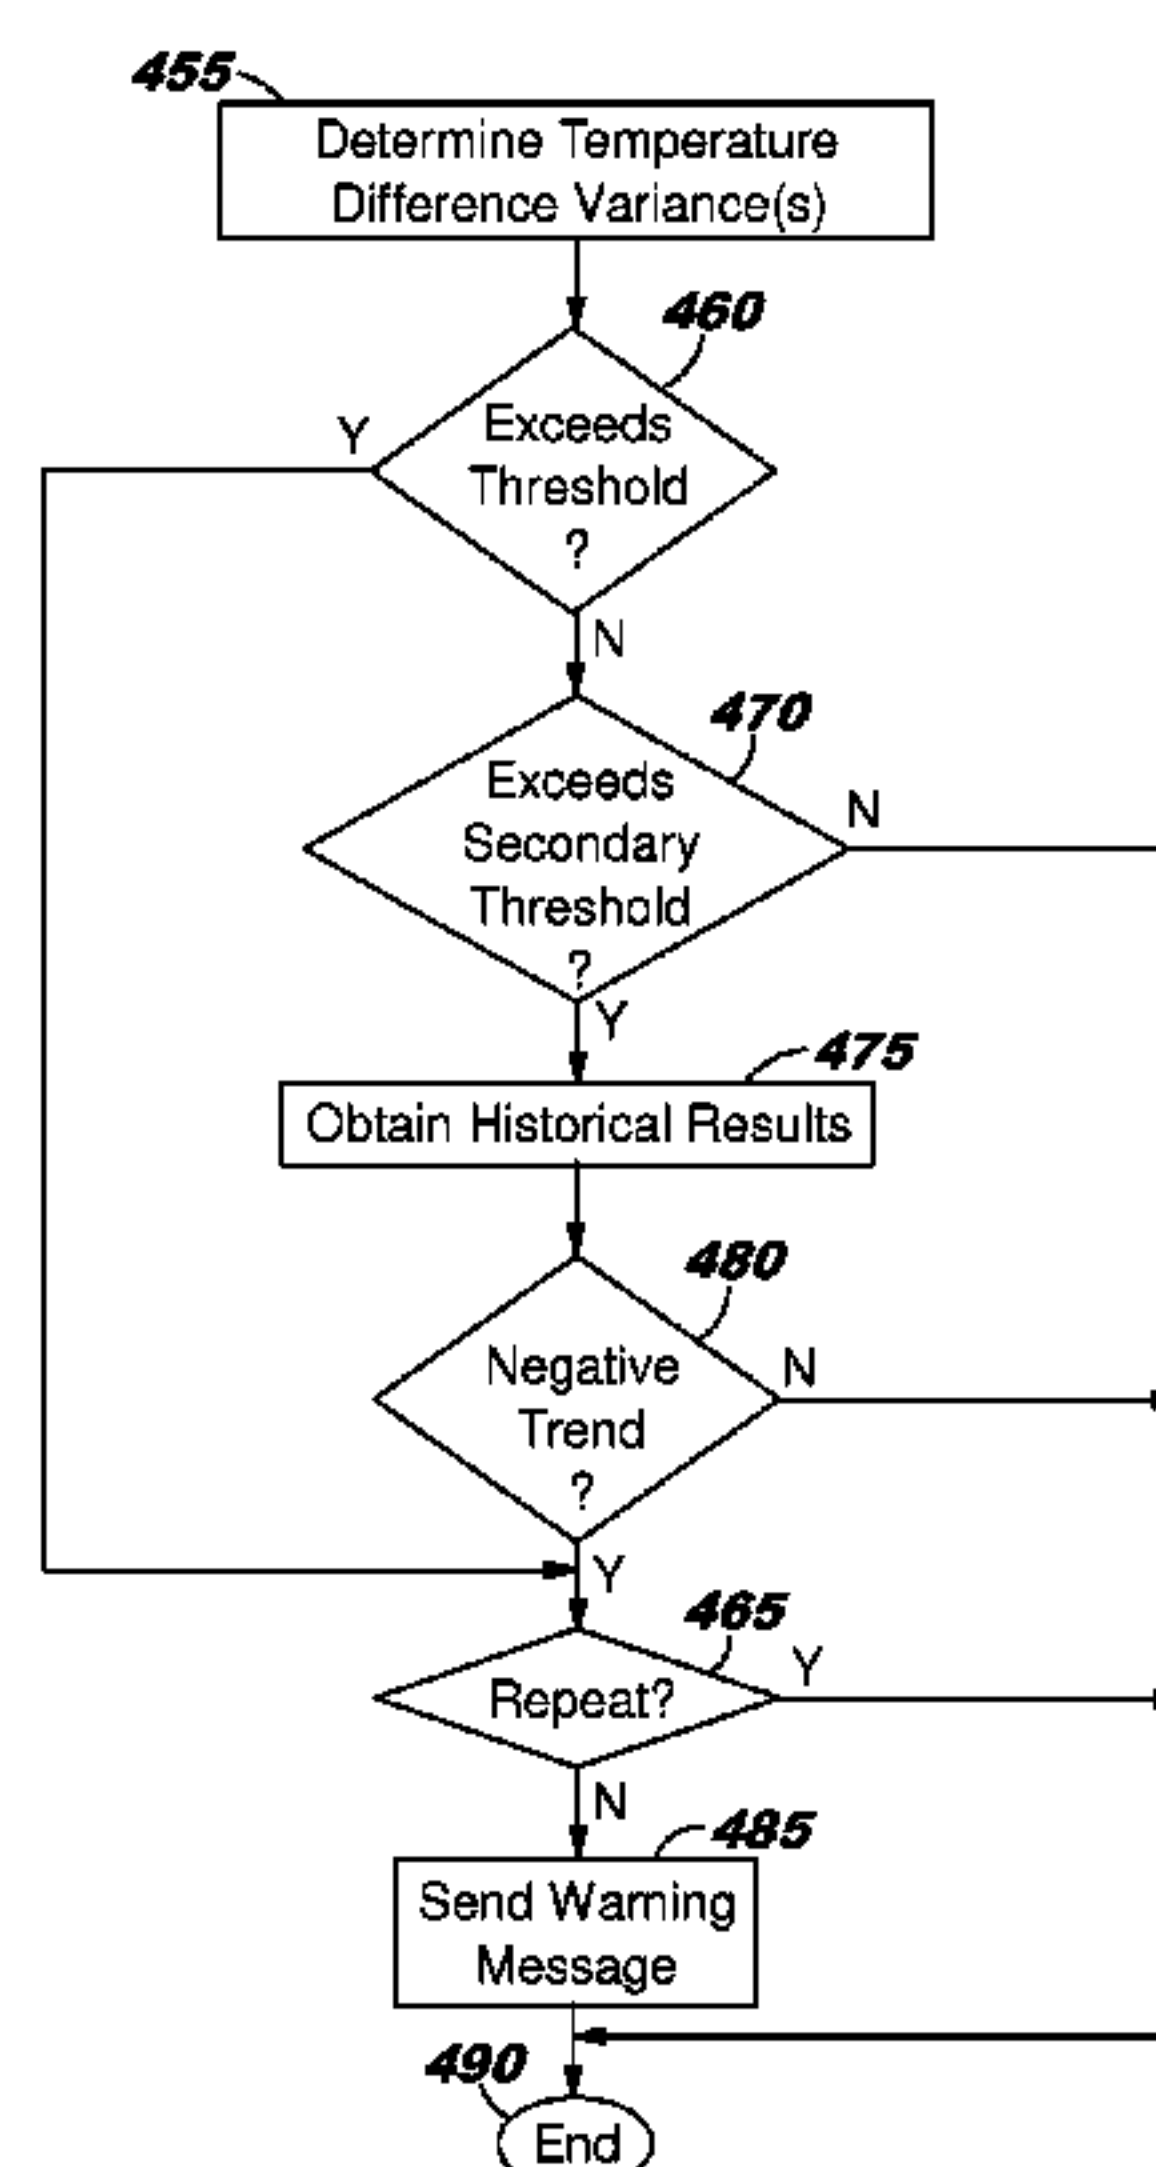 455
Determine Temperature
Difference Variance(s)
460
Y
Exceeds
Threshold
?
N
470
Exceeds
Secondary
Threshold
?
N
Y
475
Obtain Historical Results
480
Negative
Trend
?
N
Y
465
Repeat?
Y
N
485
Send Warning
Message
490
End